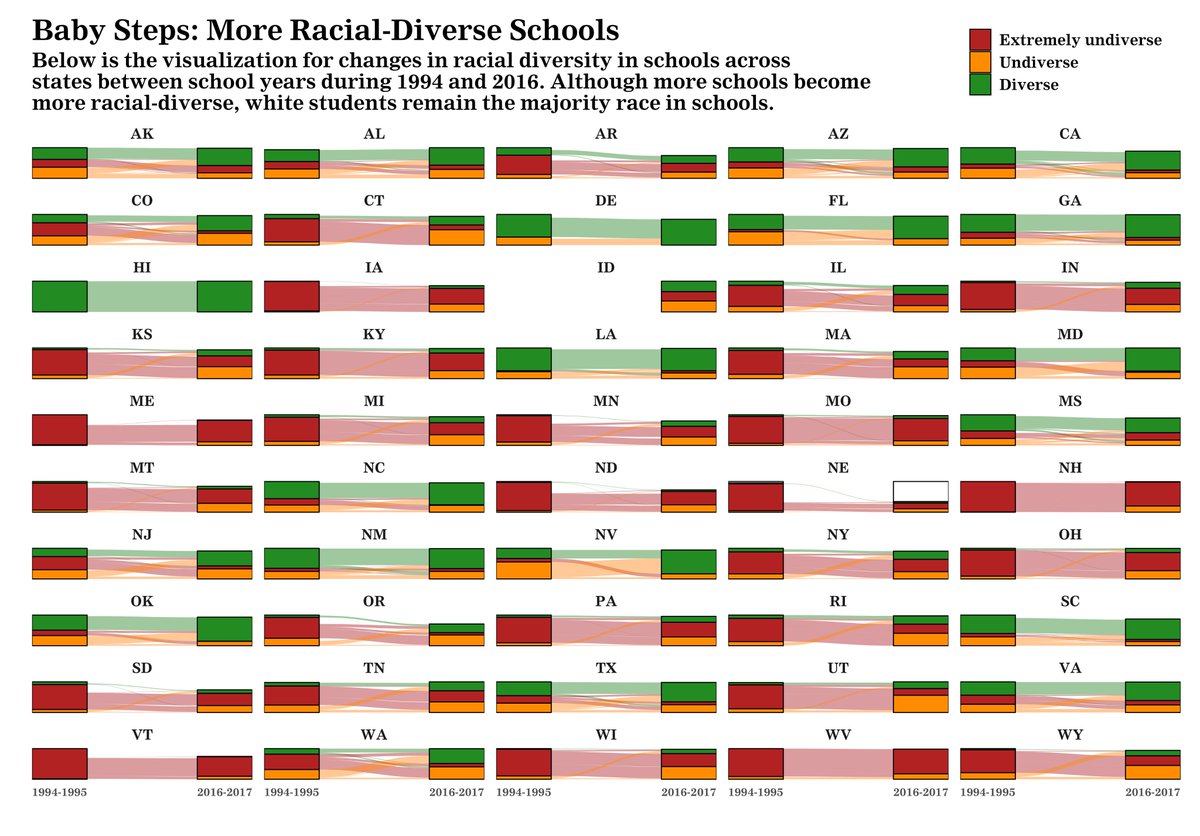 Baby Steps: More Racial-Diverse Schools
Below is the visualization for changes in racial diversity in schools across
states between school years during 1994 and 2016. Although more schools become
more racial-diverse, white students remain the majority race in schools.
Extremely undiverse
Undiverse
Diverse
AK AL AR AZ CA
CO CT DE FL GA
HI IA ID IL IN
KS KY LA MA MD
ME MI MN MO MS
MT NC ND NE NH
NJ NM NV NY OH
OK OR PA RI SC
SD TN TX UT VA
VT WA WI WV WY
1994-1995 2016-2017 1994-1995 2016-2017 1994-1995 2016-2017 1994-1995 2016-2017 1994-1995 2016-2017